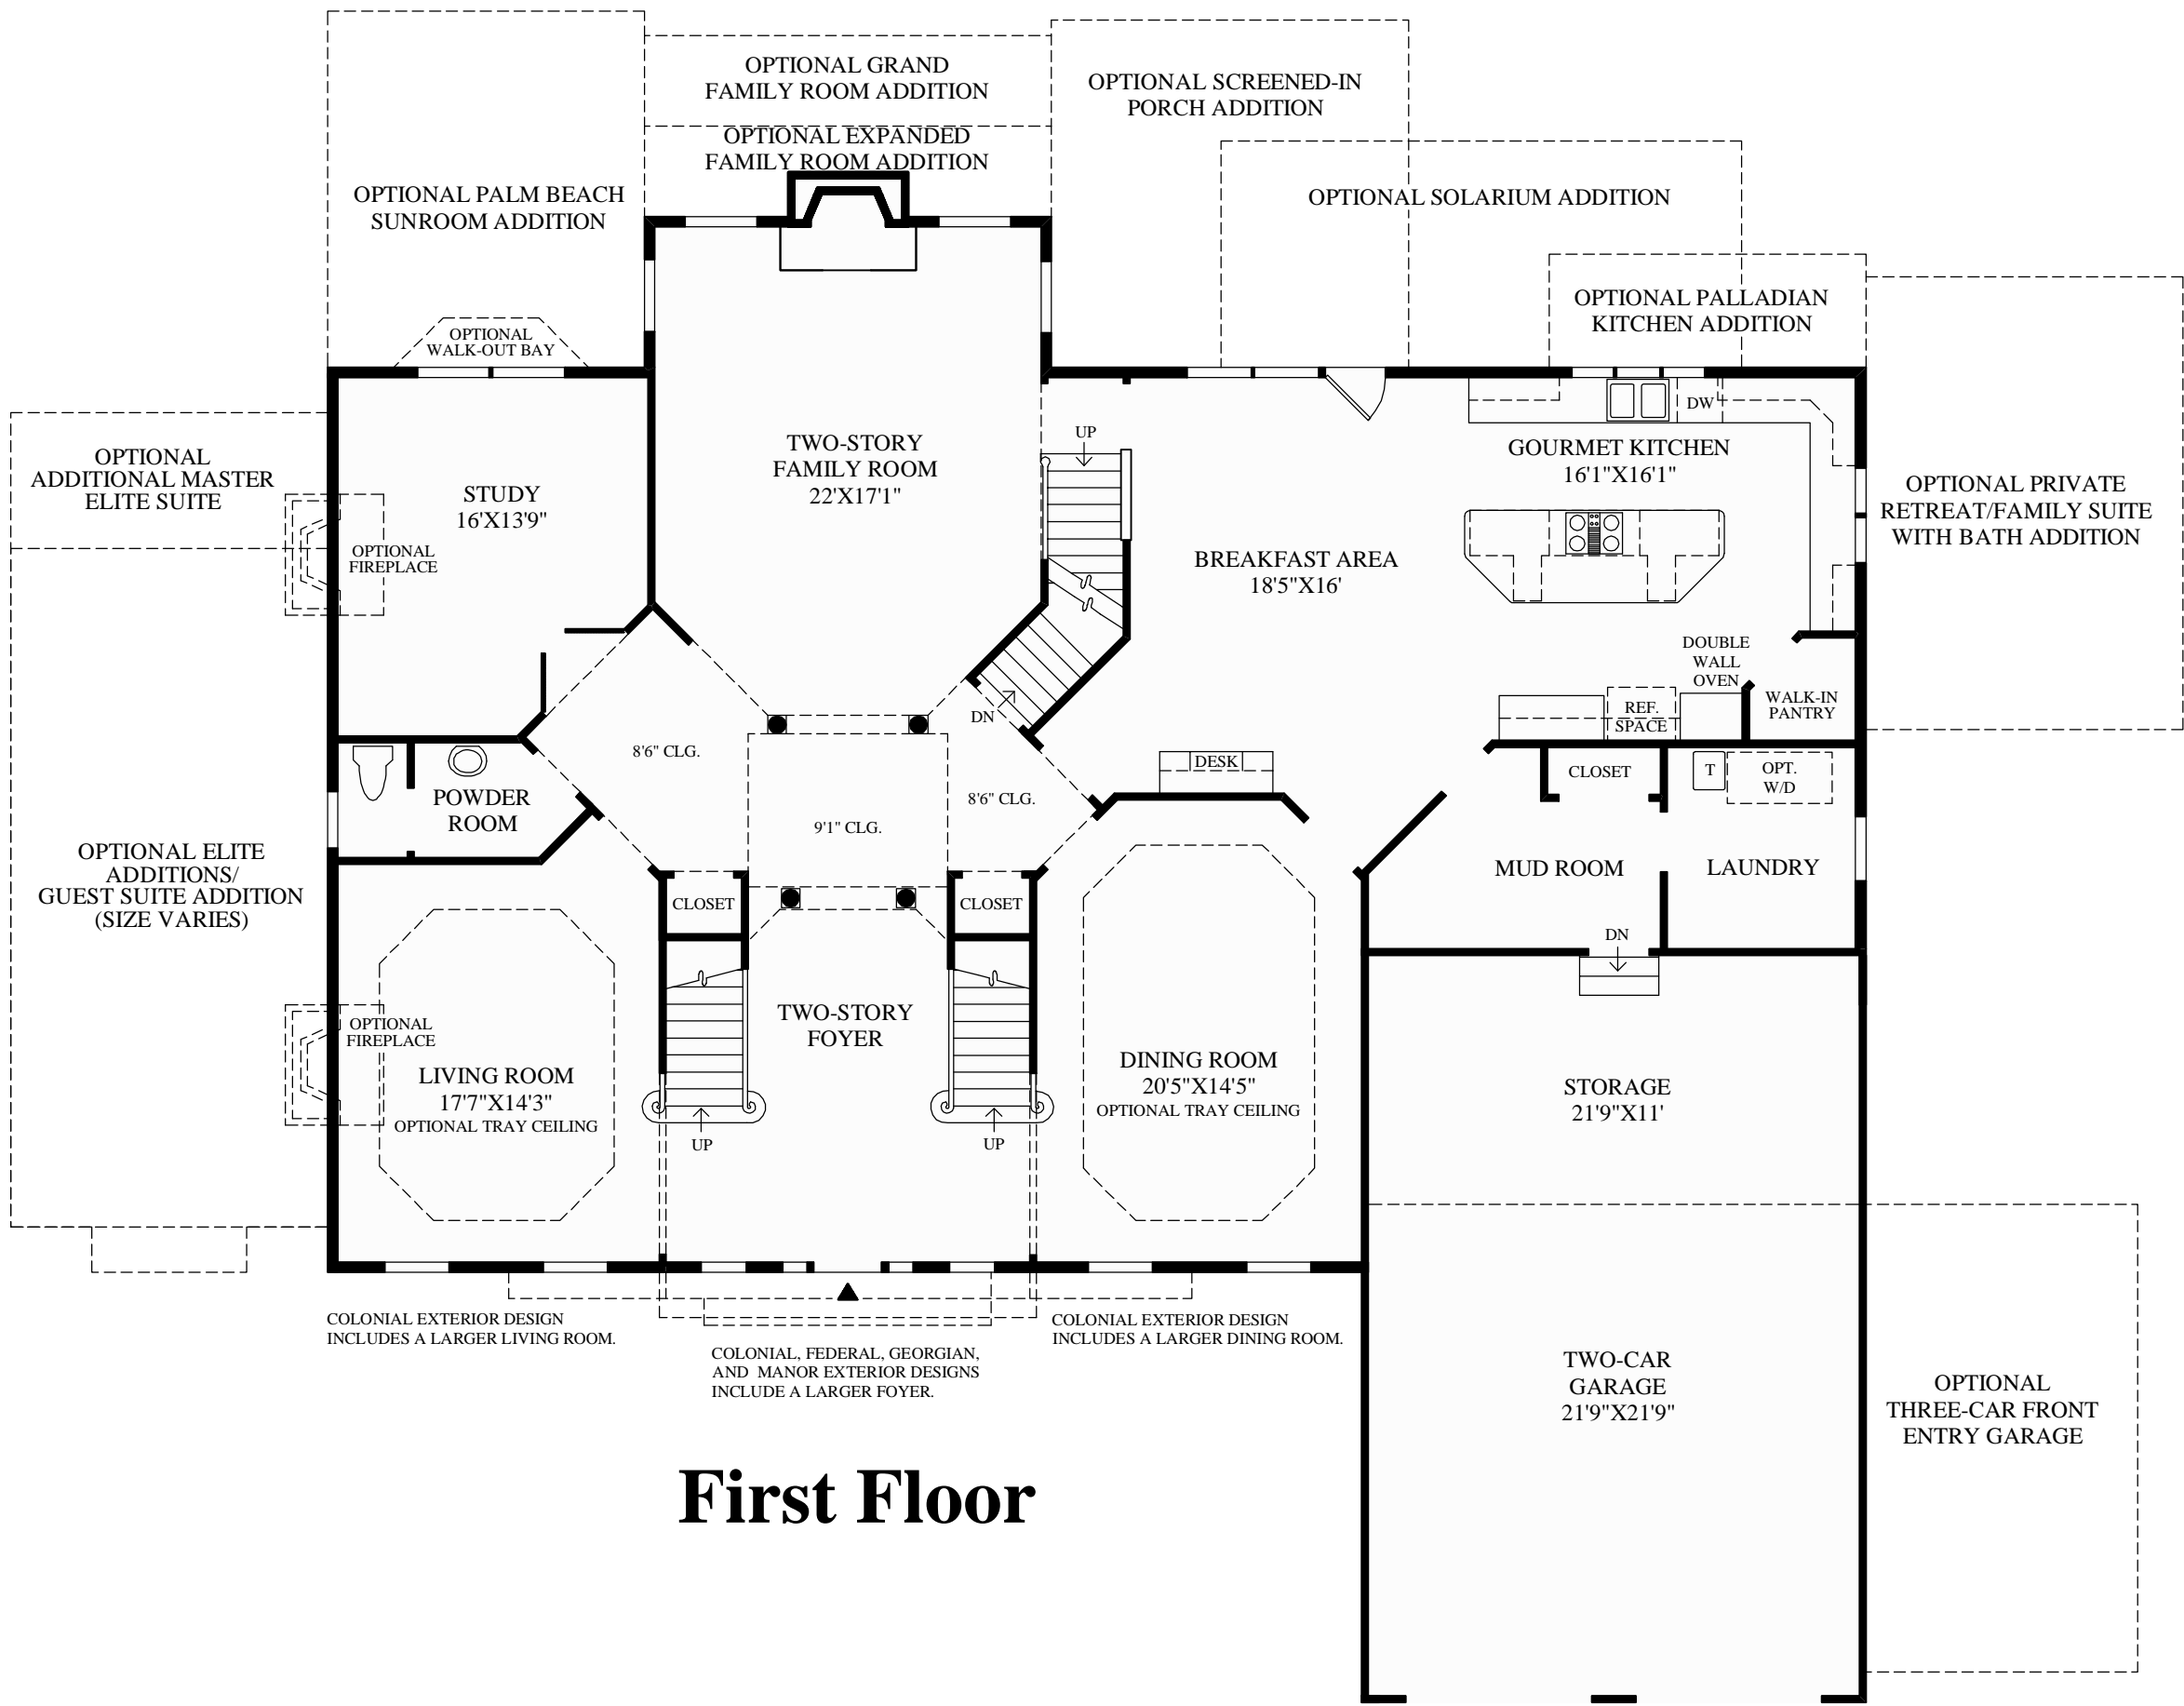 OPTIONAL GRAND
FAMILY ROOM ADDITION
OPTIONAL EXPANDED
FAMILY ROOM ADDITION
OPTIONAL SCREENED-IN
PORCH ADDITION
OPTIONAL PALM BEACH
SUNROOM ADDITION
OPTIONAL SOLARIUM ADDITION
OPTIONAL PALLADIAN
KITCHEN ADDITION
OPTIONAL
WALK-OUT BAY
OPTIONAL
ADDITIONAL MASTER
ELITE SUITE
STUDY
16'X13'9"
OPTIONAL
FIREPLACE
TWO-STORY
FAMILY ROOM
22'X17'1"
UP
DW
GOURMET KITCHEN
16'1"X16'1"
OPTIONAL PRIVATE
RETREAT/FAMILY SUITE
WITH BATH ADDITION
BREAKFAST AREA
18'5"X16'
DOUBLE
WALL
OVEN
WALK-IN
PANTRY
REF.
SPACE
DN
8'6" CLG.
DESK
CLOSET
T
OPT.
W/D
POWDER
ROOM
8'6" CLG.
9'1" CLG.
OPTIONAL ELITE
ADDITIONS/
GUEST SUITE ADDITION
(SIZE VARIES)
MUD ROOM
LAUNDRY
CLOSET
CLOSET
DN
OPTIONAL
FIREPLACE
TWO-STORY
FOYER
LIVING ROOM
17'7"X14'3"
OPTIONAL TRAY CEILING
DINING ROOM
20'5"X14'5"
OPTIONAL TRAY CEILING
STORAGE
21'9"X11'
UP
UP
COLONIAL EXTERIOR DESIGN
INCLUDES A LARGER LIVING ROOM.
COLONIAL EXTERIOR DESIGN
INCLUDES A LARGER DINING ROOM.
COLONIAL, FEDERAL, GEORGIAN,
AND MANOR EXTERIOR DESIGNS
INCLUDE A LARGER FOYER.
TWO-CAR
GARAGE
21'9"X21'9"
OPTIONAL
THREE-CAR FRONT
ENTRY GARAGE
First Floor